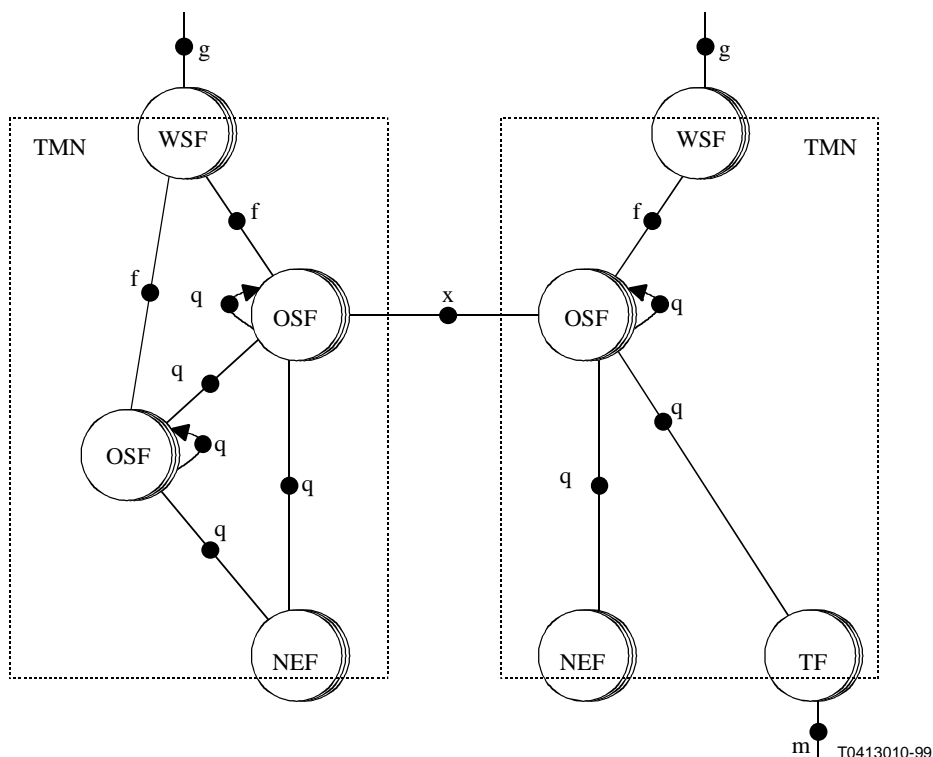 g
g
WSF
WSF
TMN
TMN
f
f
f
q
OSF
x
OSF
q
q
q
OSF
q
q
q
q
NEF
NEF
TF
m
T0413010-99